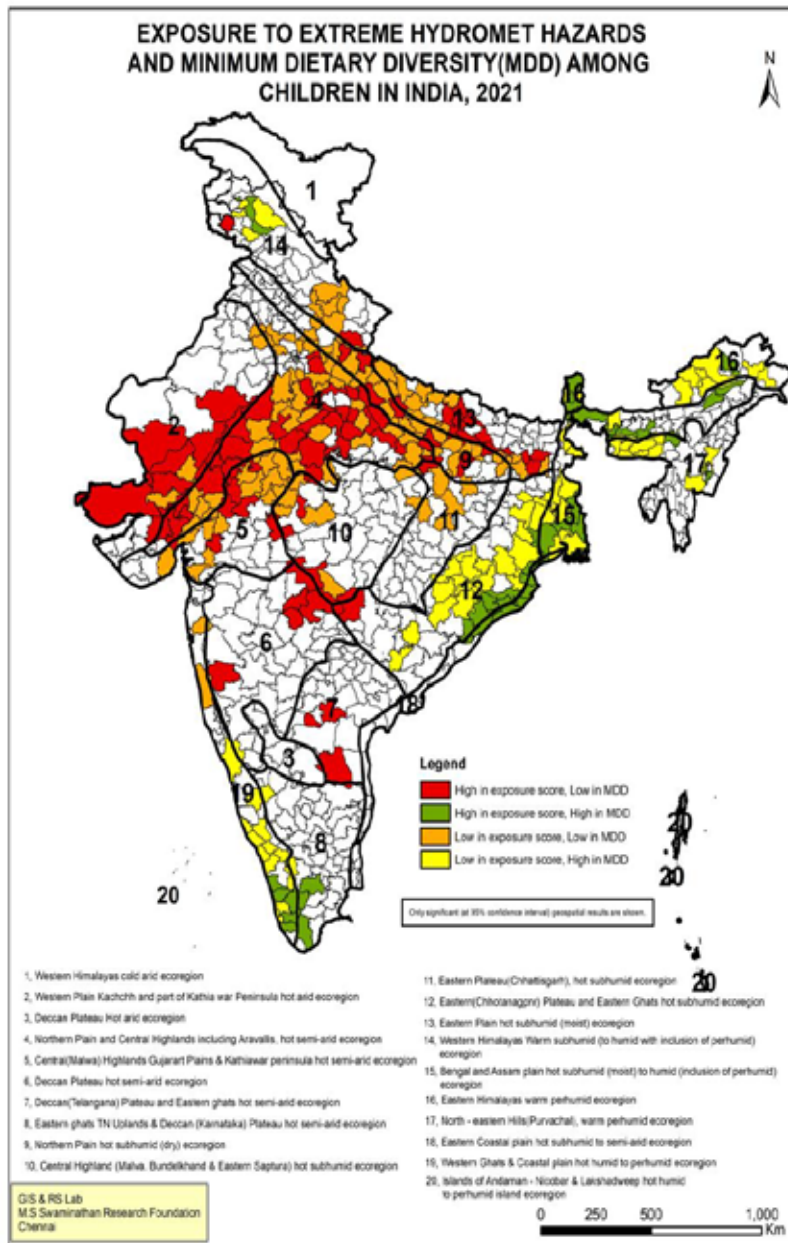 EXPOSURE TO EXTREME HYDROMET HAZARDS
AND MINIMUM DIETARY DIVERSITY(MDD) AMONG
CHILDREN IN INDIA, 2021
N
1
14
2
4
13
9
16
16
17
5
10
11
15
12
6
7
18
3
19
8
20
20
20
20
Legend
High in exposure score, Low in MDD
High in exposure score, High in MDD
Low in exposure score, Low in MDD
Low in exposure score, High in MDD
Only significant (at 95% confidence interval) geospatial results are shown.
1, Western Himalayas cold arid ecoregion
2, Western Plain Kachchh and part of Kathia war Peninsula hot arid ecoregion
3, Deccan Plateau Hot arid ecoregion
4, Northern Plain and Central Highlands including Aravallis, hot semi-arid ecoregion
5, Central(Malwa) Highlands Gujarart Plains & Kathiawar peninsula hot semi-arid ecoregion
6, Deccan Plateau hot semi-arid ecoregion
7, Deccan(Telangana) Plateau and Eastern ghats hot semi-arid ecoregion
8, Eastern ghats TN Uplands & Deccan (Karnataka) Plateau hot semi-arid ecoregion
9, Northern Plain hot subhumid (dry) ecoregion
10, Central Highland (Malva, Bundelkhand & Eastern Saptura) hot subhumid ecoregion
11, Eastern Plateau(Chhattisgarh), hot subhumid ecoregion
12, Eastern(Chhotanagpnr) Plateau and Eastern Ghats hot subhumid ecoregion
13, Eastern Plain hot subhumid (moist) ecoregion
14, Western Himalayas Warm subhumid (to humid with inclusion of perhumid)
ecoregion
15, Bengal and Assam plain hot subhumid (moist) to humid (inclusion of perhumid)
ecoregion
16, Eastern Himalayas warm perhumid ecoregion
17, North - eastern Hills(Purvachal), warm perhumid ecoregion
18, Eastern Coastal plain hot subhumid to semi-arid ecoregion
19, Western Ghats & Coastal plain hot humid to perhumid ecoregion
20, Islands of Andaman - Nicobar & Lakshadweep hot humid
to perhumid island ecoregion
GIS & RS Lab
M.S Swaminathan Research Foundation
Chennai
0 250 500 1,000
Km